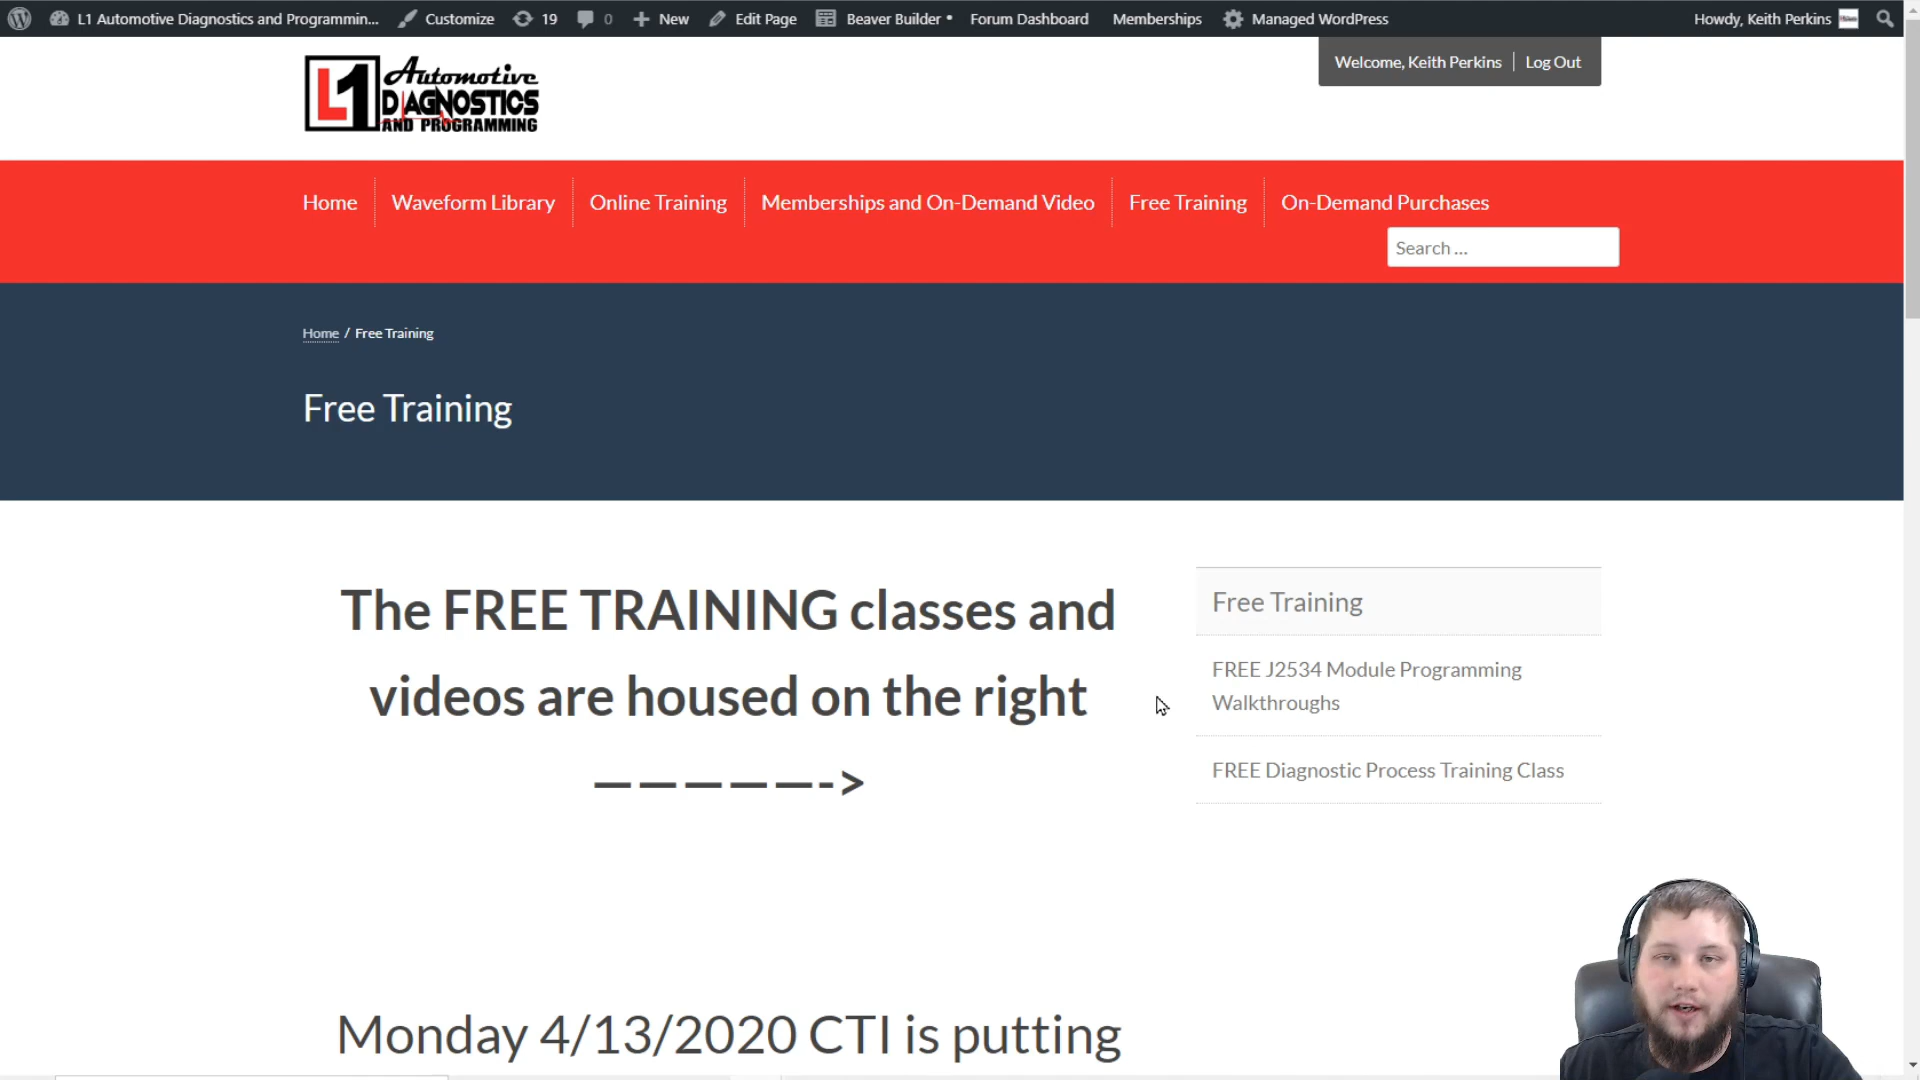 L1 Automotive Diagnostics and Programmin... Customize 19 0 New Edit Page Beaver Builder Forum Dashboard Memberships Managed WordPress Howdy, Keith Perkins
Welcome, Keith Perkins Log Out
L1 Automotive
DIAGNOSTICS
AND PROGRAMMING
Home Waveform Library Online Training Memberships and On-Demand Video Free Training On-Demand Purchases
Search ...
Home / Free Training
Free Training
The FREE TRAINING classes and
videos are housed on the right
— — — — — - >
Free Training
FREE J2534 Module Programming
Walkthroughs
FREE Diagnostic Process Training Class
Monday 4/13/2020 CTI is putting